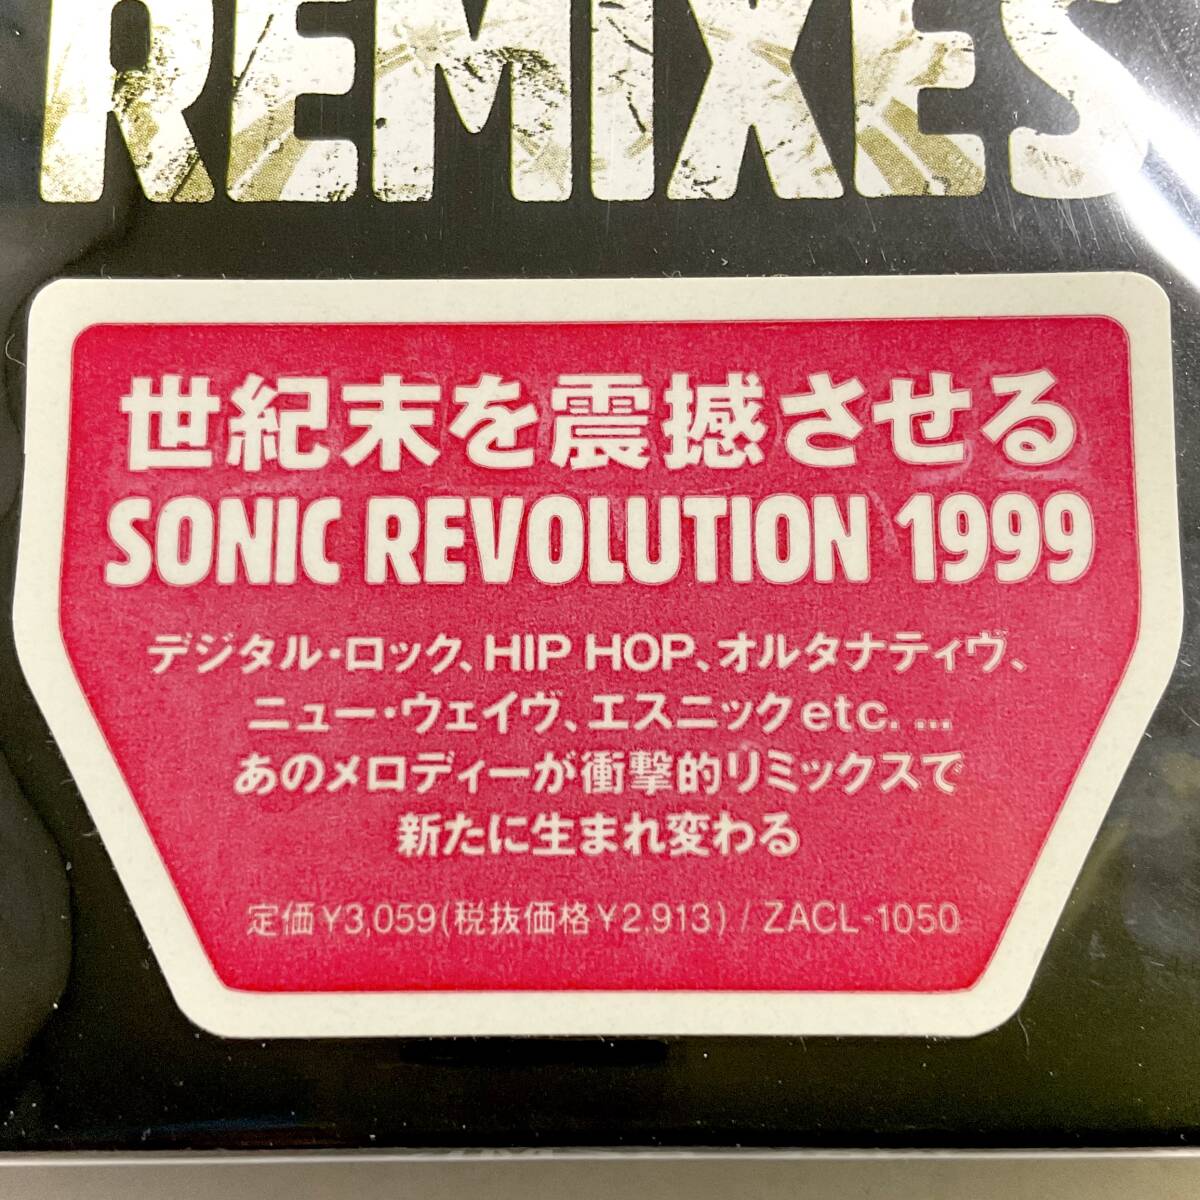 REMIXES
世紀末を震撼させる
SONIC REVOLUTION 1999
デジタル・ロック、HIP HOP、オルタナティヴ、
ニュー・ウェイヴ、エスニックetc. ...
あのメロディーが衝撃的リミックスで
新たに生まれ変わる
定価¥3,059(税抜価格¥2,913) / ZACL-1050